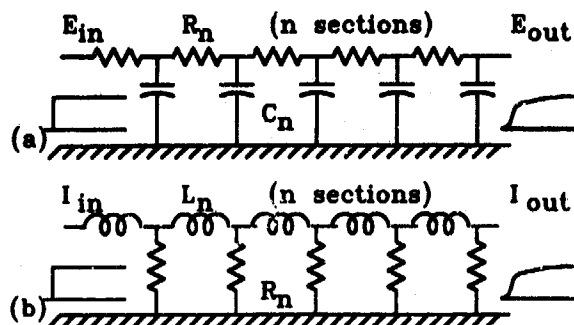 E_in R_n (n sections) E_out
C_n
(a)
I_in L_n (n sections) I_out
R_n
(b)